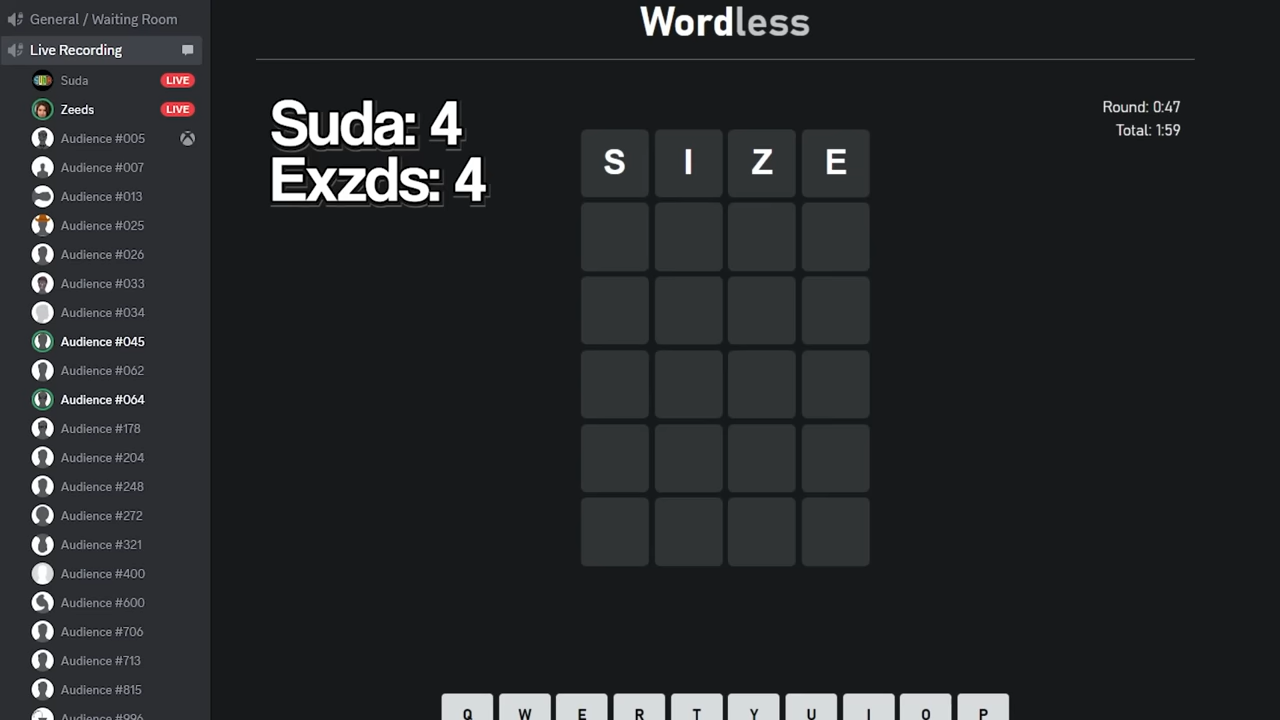 General / Waiting Room
Live Recording
Suda LIVE
Zeeds LIVE
Audience #005
Audience #007
Audience #013
Audience #025
Audience #026
Audience #033
Audience #034
Audience #045
Audience #062
Audience #064
Audience #178
Audience #204
Audience #248
Audience #272
Audience #321
Audience #400
Audience #600
Audience #706
Audience #713
Audience #815
Audience #996
Wordless
Suda: 4
Exzds: 4
Round: 0:47
Total: 1:59
S I Z E
Q W E R T Y U I O P